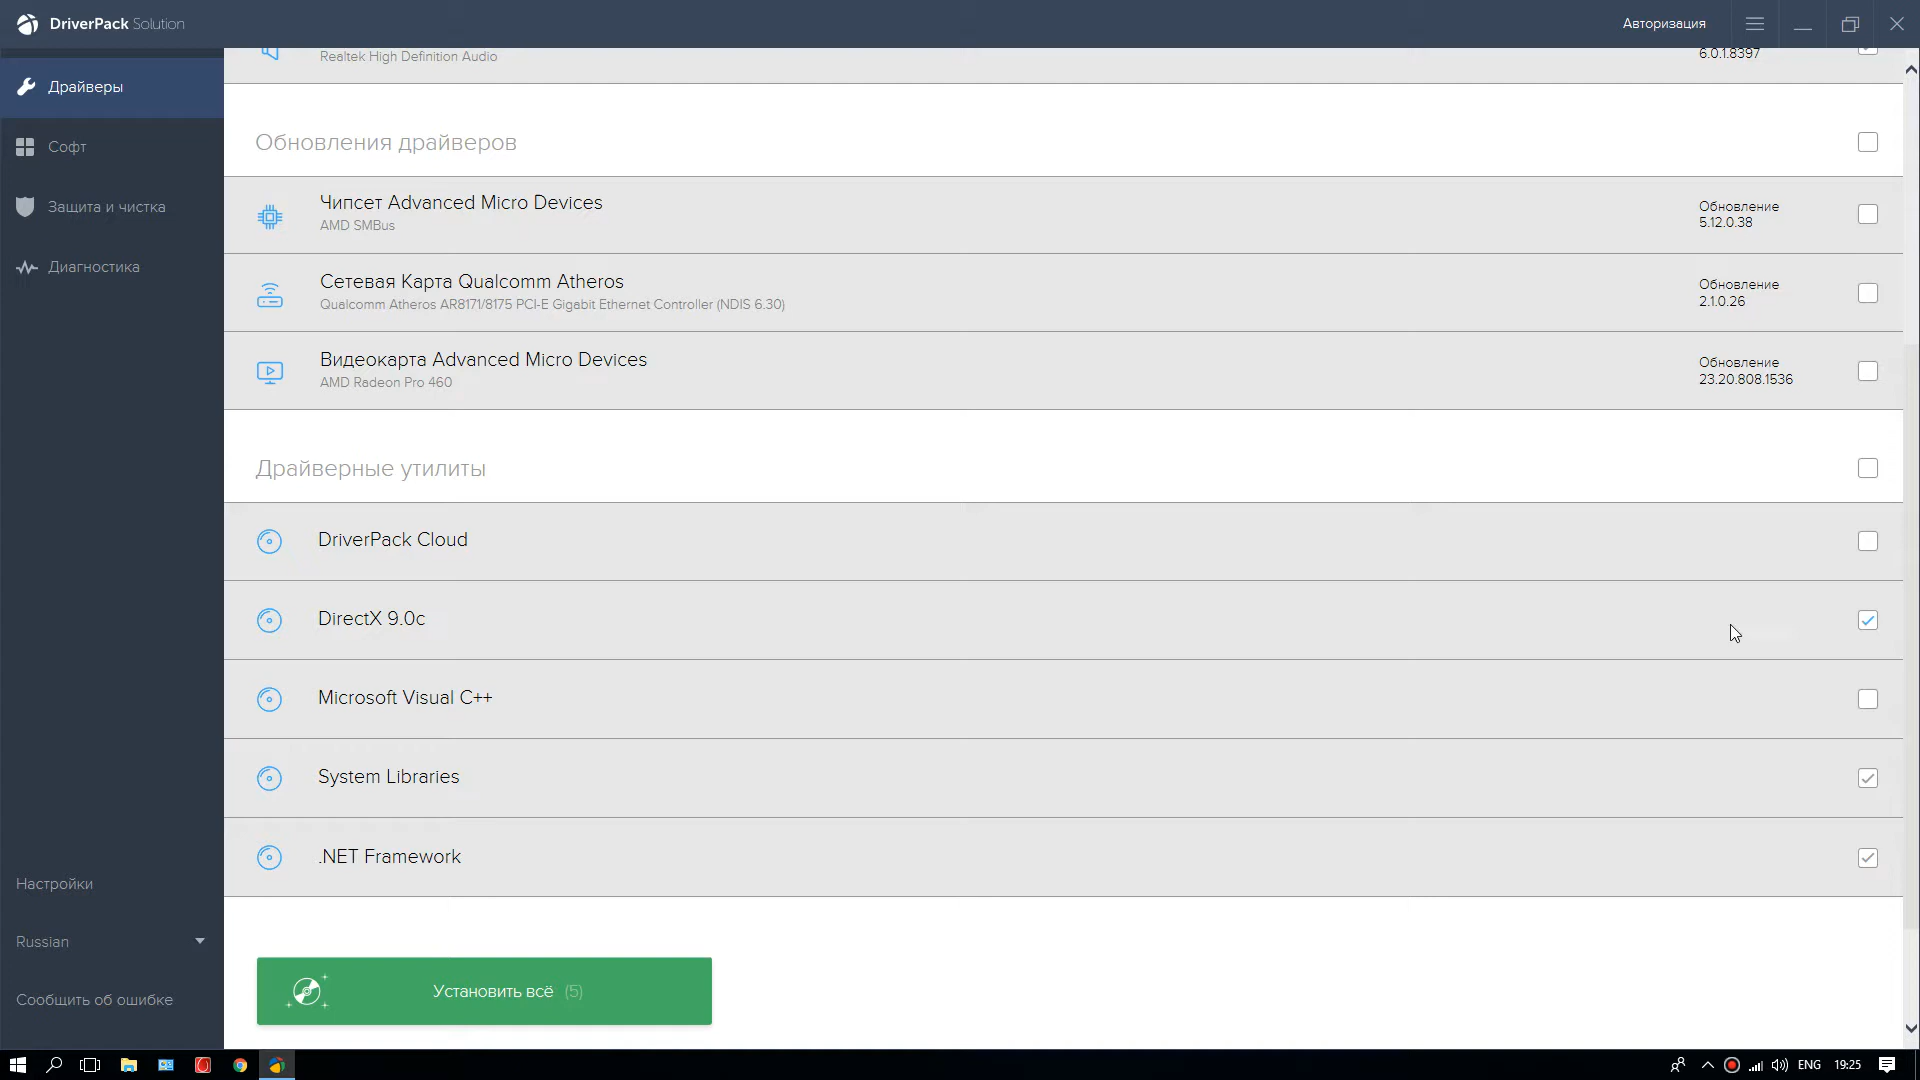 DriverPack Solution
Авторизация
Драйверы
Софт
Защита и чистка
Диагностика
Настройки
Russian
Сообщить об ошибке
Realtek High Definition Audio
6.0.1.8397
Обновления драйверов
Чипсет Advanced Micro Devices
AMD SMBus
Обновление
5.12.0.38
Сетевая Карта Qualcomm Atheros
Qualcomm Atheros AR8171/8175 PCI-E Gigabit Ethernet Controller (NDIS 6.30)
Обновление
2.1.0.26
Видеокарта Advanced Micro Devices
AMD Radeon Pro 460
Обновление
23.20.808.1536
Драйверные утилиты
DriverPack Cloud
DirectX 9.0c
Microsoft Visual C++
System Libraries
.NET Framework
Установить всё (5)
ENG
19:25